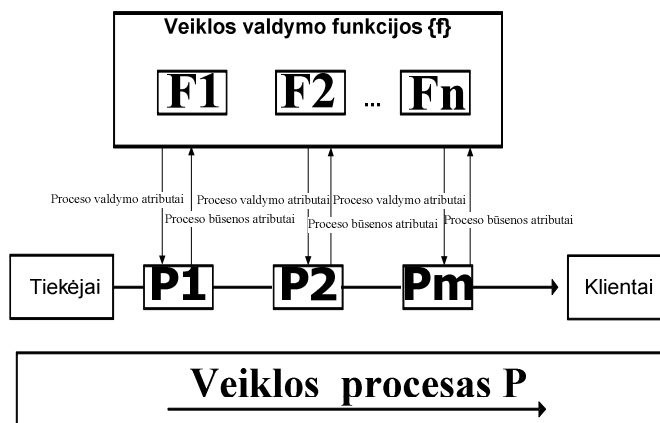 Veiklos valdymo funkcijos {f}
F1 F2 ... Fn
Proceso valdymo atributai Proceso valdymo atributai Proceso valdymo atributai
Proceso būsenos atributai Proceso būsenos atributai Proceso būsenos atributai
Tiekėjai P1 P2 Pm Klientai
Veiklos procesas P